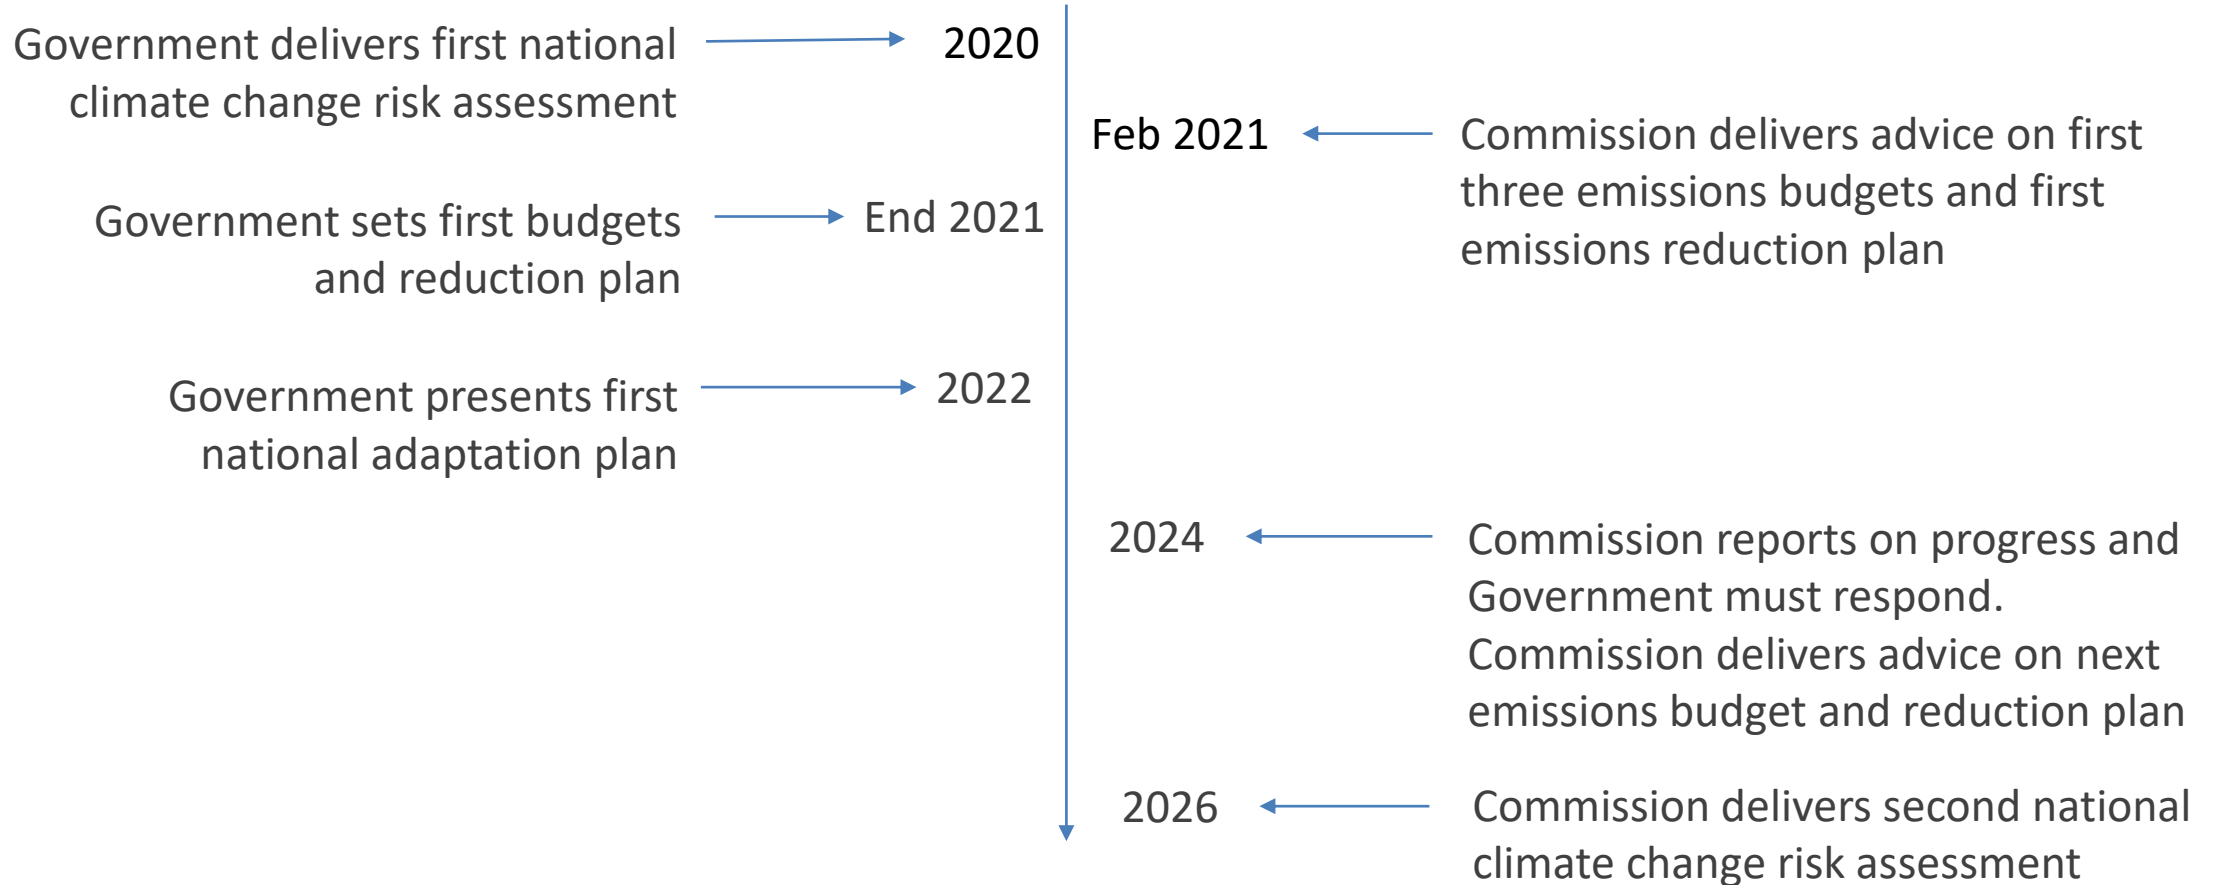 Government delivers first national
climate change risk assessment
2020
Feb 2021
Commission delivers advice on first
three emissions budgets and first
emissions reduction plan
Government sets first budgets
and reduction plan
End 2021
Government presents first
national adaptation plan
2022
2024
Commission reports on progress and
Government must respond.
Commission delivers advice on next
emissions budget and reduction plan
2026
Commission delivers second national
climate change risk assessment